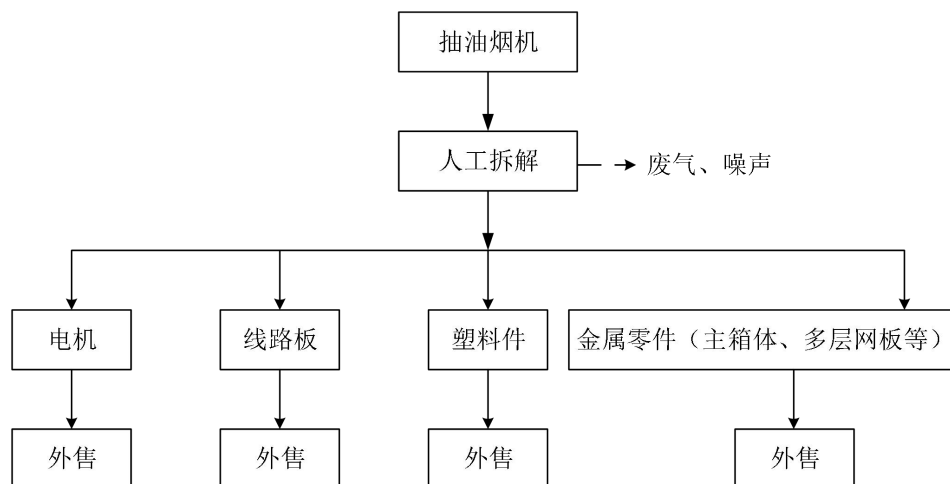 抽油烟机
人工拆解
废气、噪声
电机
线路板
塑料件
金属零件（主箱体、多层网板等）
外售
外售
外售
外售